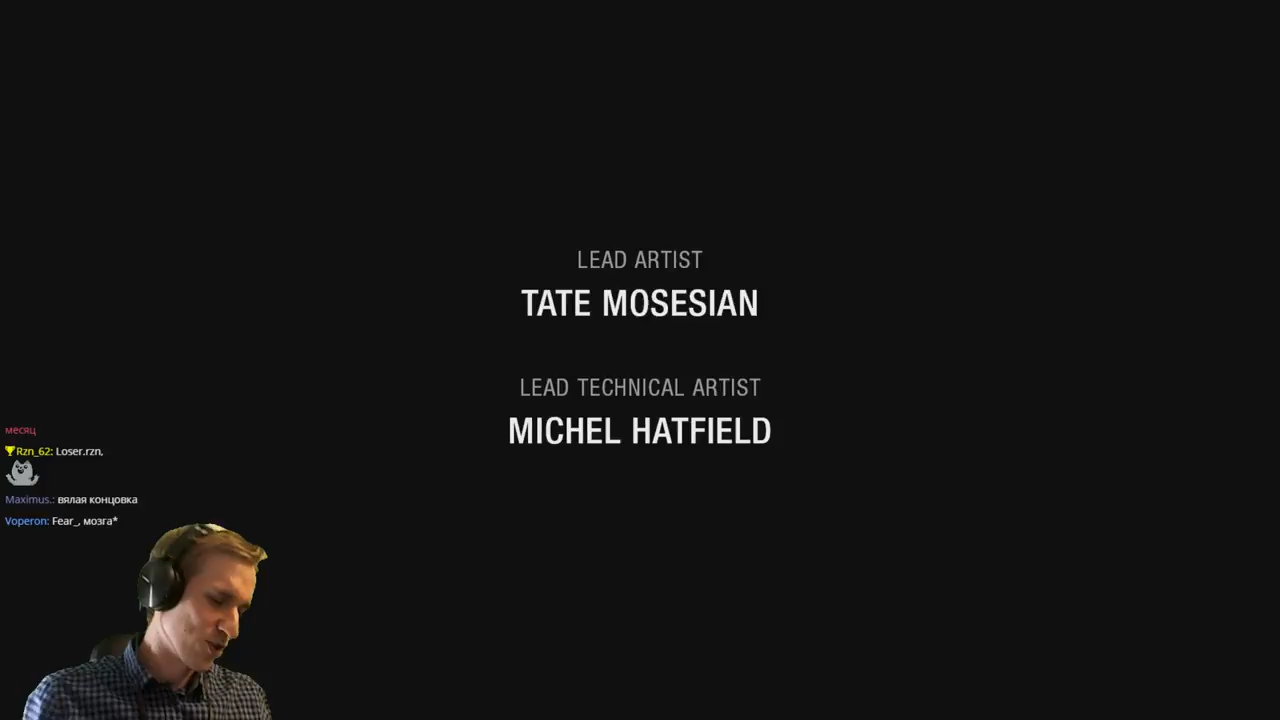 LEAD ARTIST
TATE MOSESIAN
LEAD TECHNICAL ARTIST
MICHEL HATFIELD
месяц
Rzn_62: Loser.rzn,
Maximus.: вялая концовка
Voperon: Fear_, мозга*